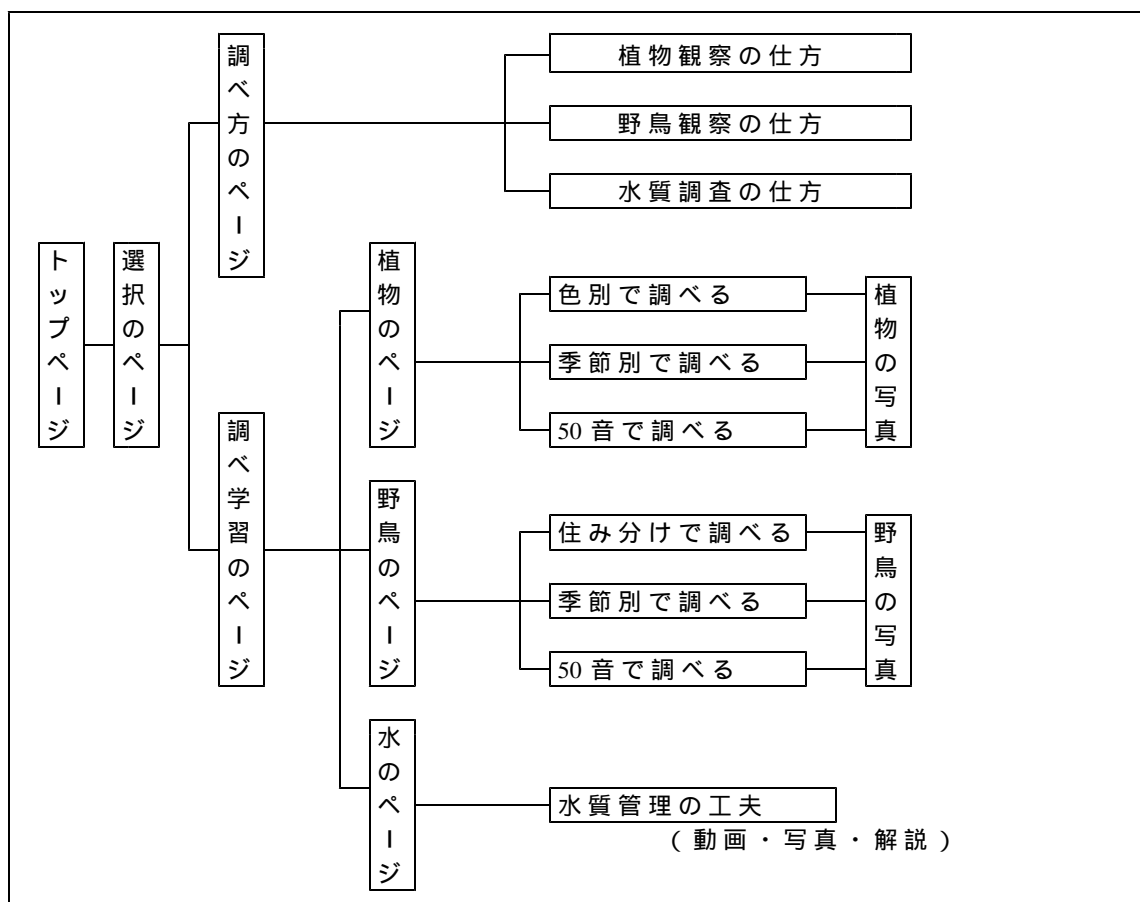 トップページ
選択のページ
調べ方のページ
植物観察の仕方
野鳥観察の仕方
水質調査の仕方
調べ学習のページ
植物のページ
色別で調べる
季節別で調べる
50音で調べる
植物の写真
野鳥のページ
住み分けで調べる
季節別で調べる
50音で調べる
野鳥の写真
水のページ
水質管理の工夫
(動画・写真・解説)